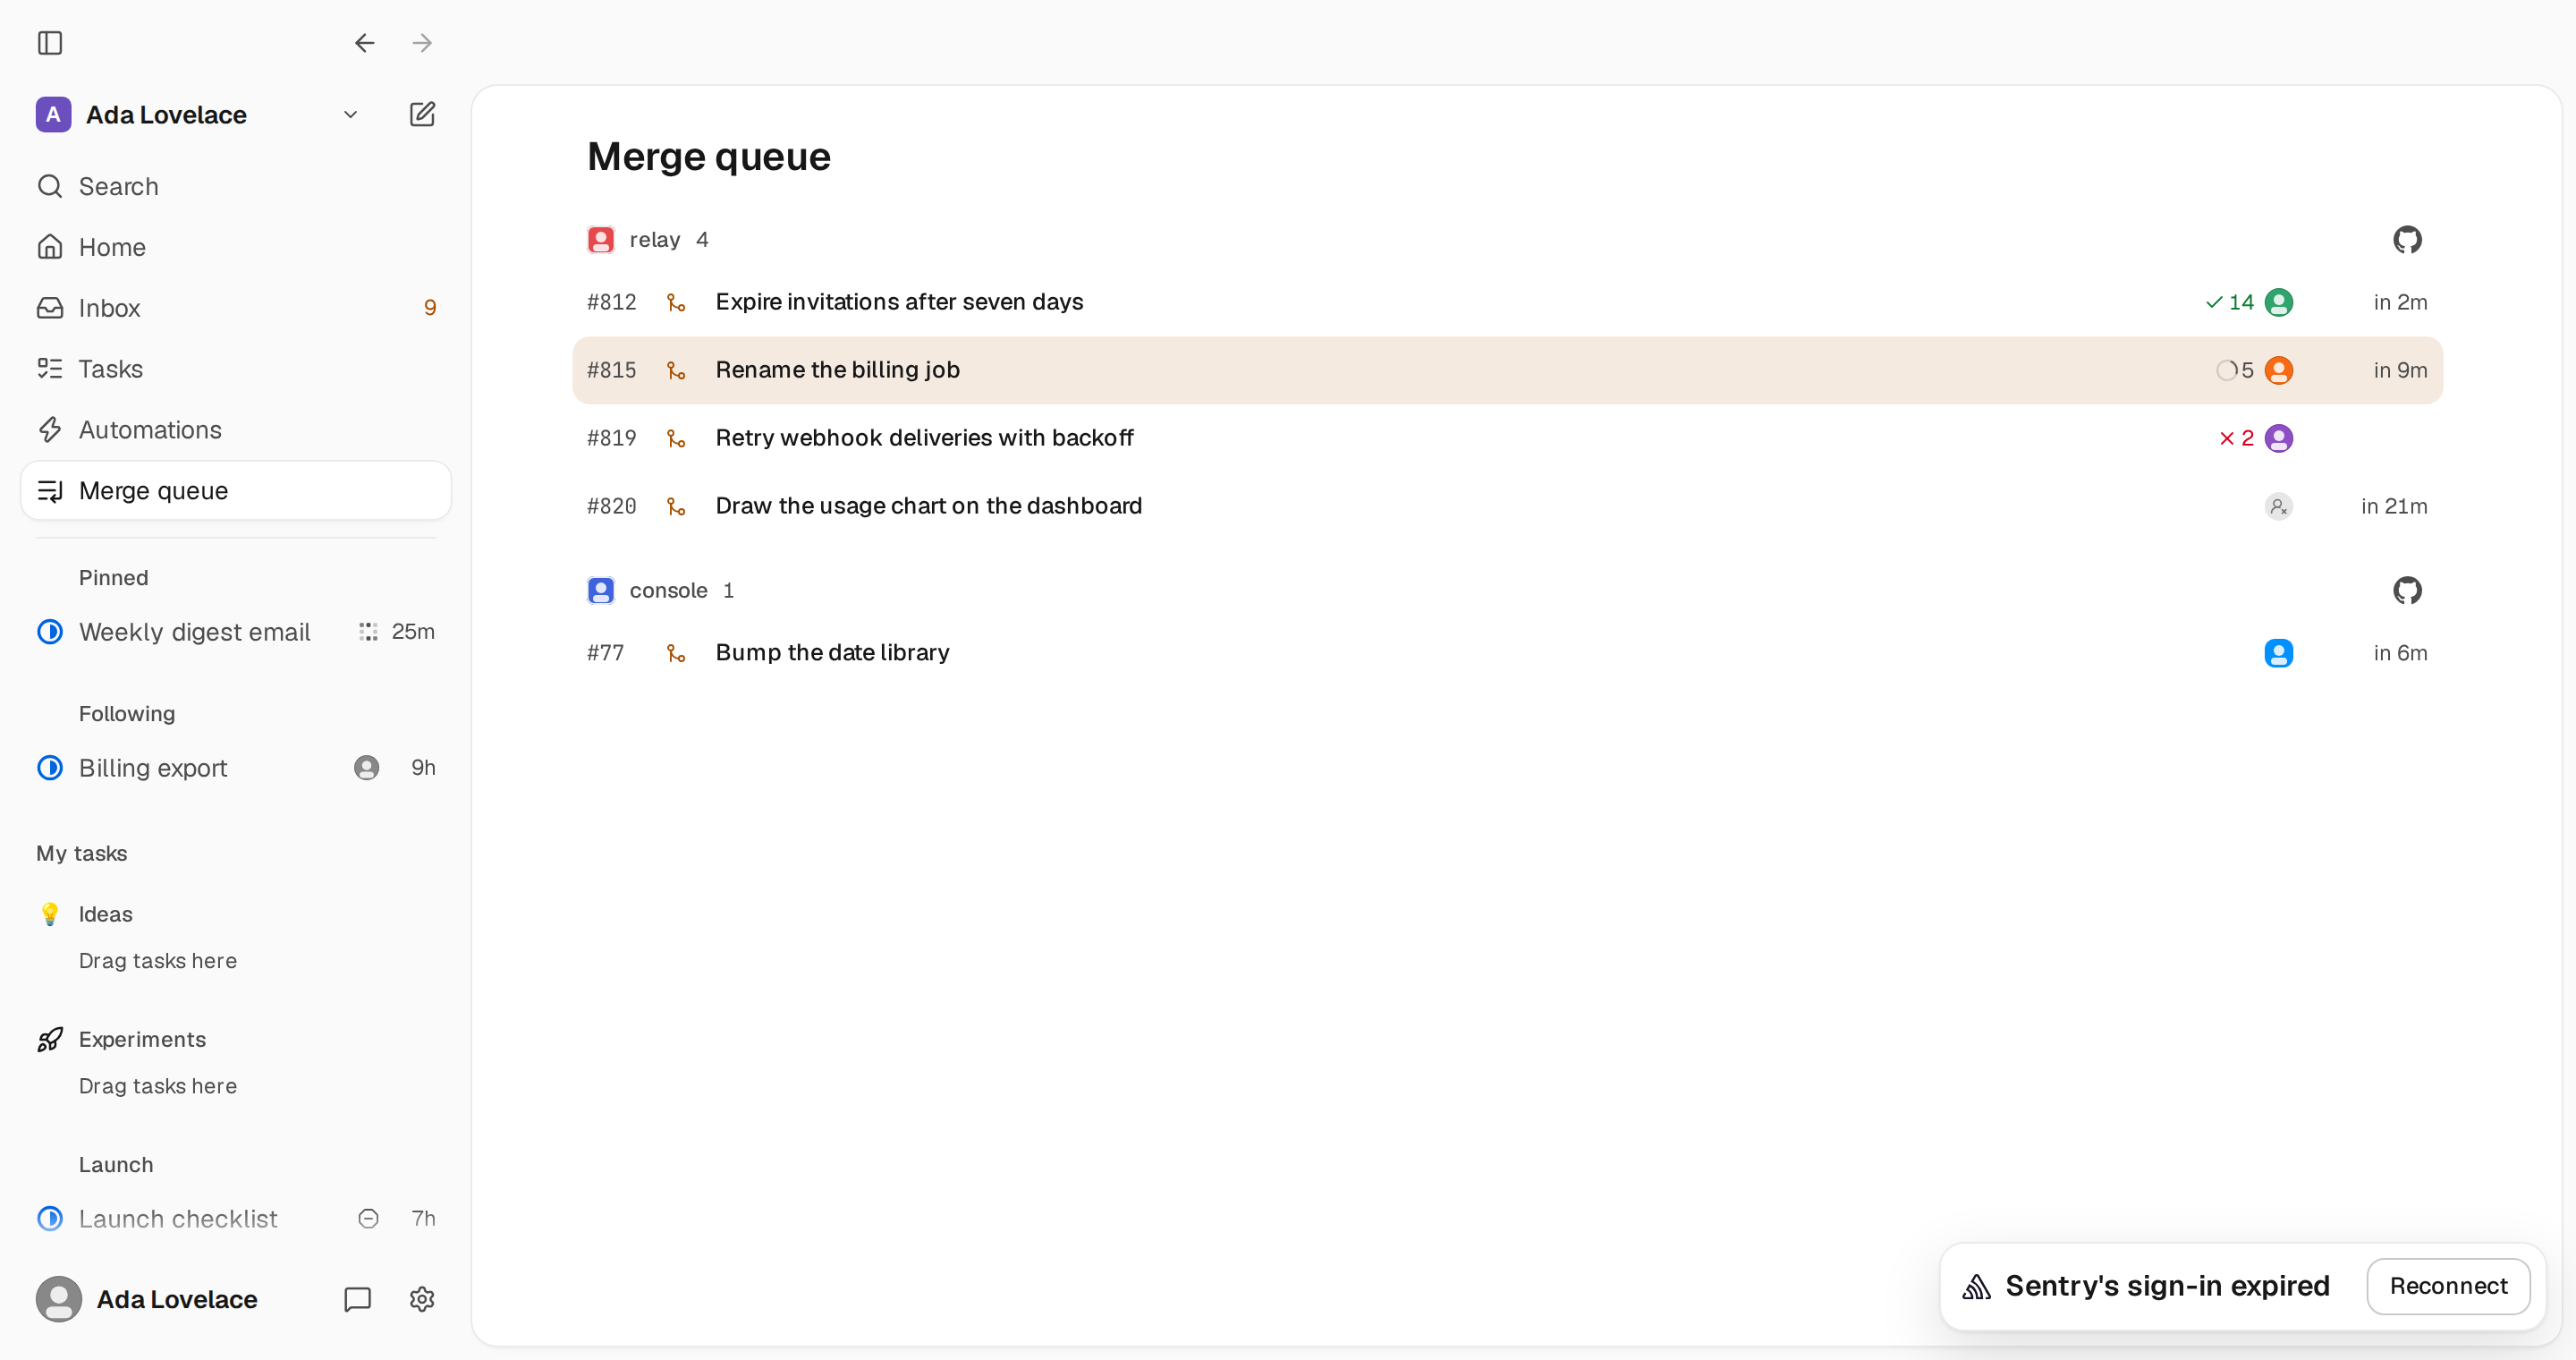 A Ada Lovelace
Search
Home
Inbox 9
Tasks
Automations
Merge queue
Pinned
Weekly digest email 25m
Following
Billing export 9h
My tasks
💡 Ideas
Drag tasks here
Experiments
Drag tasks here
Launch
Launch checklist 7h
Ada Lovelace
Merge queue
relay 4
#812 Expire invitations after seven days 14 in 2m
#815 Rename the billing job 5 in 9m
#819 Retry webhook deliveries with backoff 2
#820 Draw the usage chart on the dashboard in 21m
console 1
#77 Bump the date library in 6m
Sentry's sign-in expired Reconnect